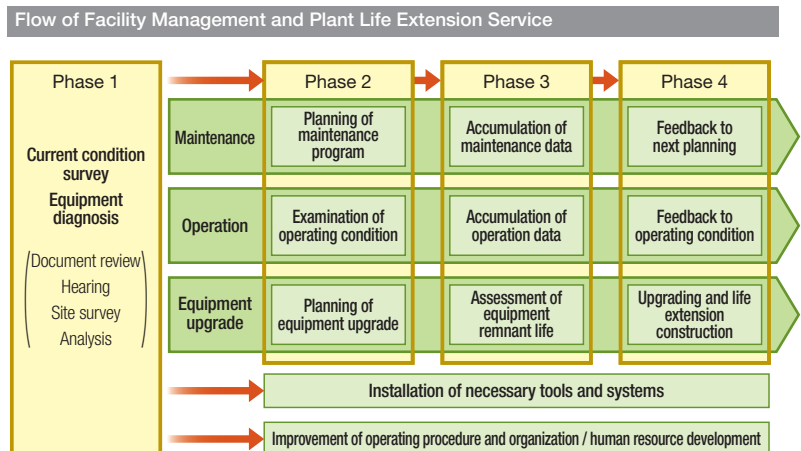 Flow of Facility Management and Plant Life Extension Service
Phase 1
Phase 2
Phase 3
Phase 4
Current condition
survey
Equipment
diagnosis
(Document review
Hearing
Site survey
Analysis)
Maintenance
Planning of
maintenance
program
Accumulation of
maintenance data
Feedback to
next planning
Operation
Examination of
operating condition
Accumulation of
operation data
Feedback to
operating condition
Equipment
upgrade
Planning of
equipment upgrade
Assessment of
equipment
remnant life
Upgrading and life
extension
construction
Installation of necessary tools and systems
Improvement of operating procedure and organization / human resource development